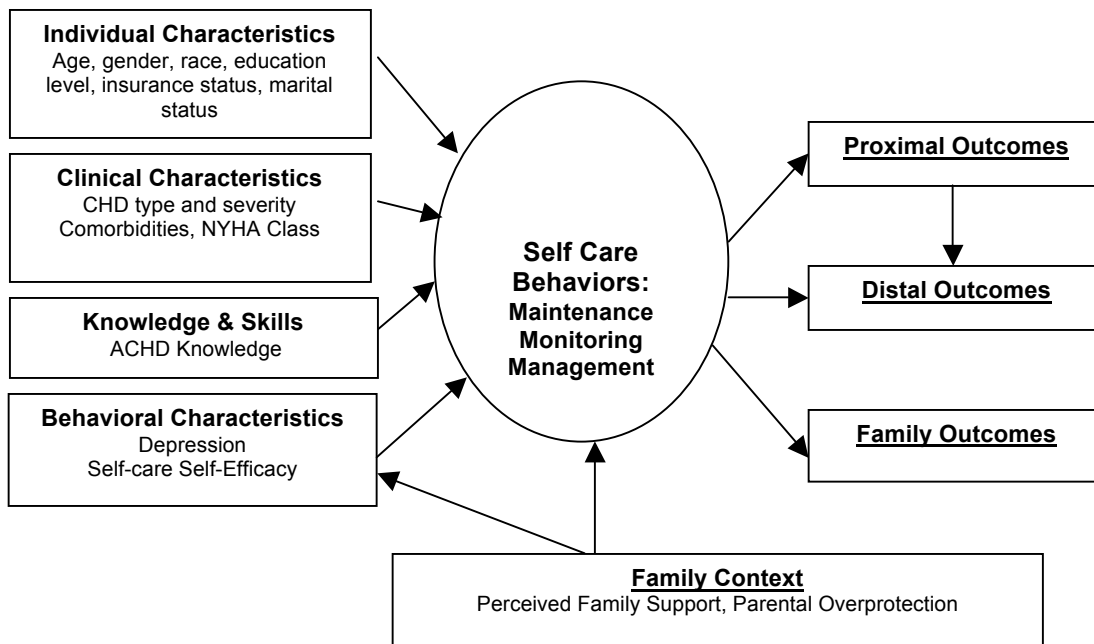 Individual Characteristics
Age, gender, race, education
level, insurance status, marital
status
Clinical Characteristics
CHD type and severity
Comorbidities, NYHA Class
Knowledge & Skills
ACHD Knowledge
Behavioral Characteristics
Depression
Self-care Self-Efficacy
Self Care
Behaviors:
Maintenance
Monitoring
Management
Proximal Outcomes
Distal Outcomes
Family Outcomes
Family Context
Perceived Family Support, Parental Overprotection